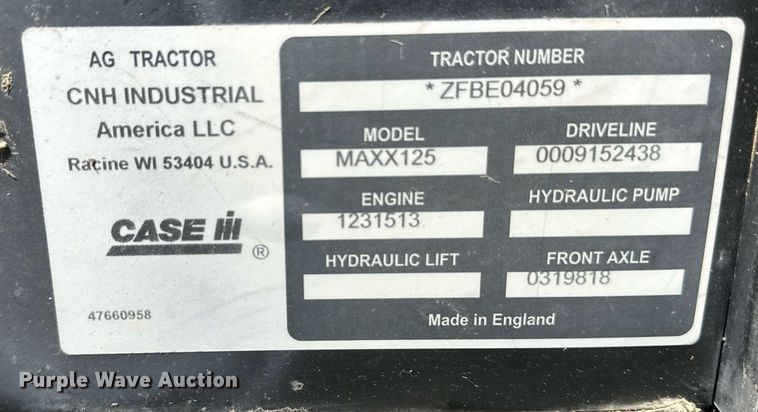 AG TRACTOR
CNH INDUSTRIAL
America LLC
Racine WI 53404 U.S.A.
CASE IH ®
47660958
TRACTOR NUMBER
*ZFBE04059*
MODEL DRIVELINE
MAXX125 0009152438
ENGINE HYDRAULIC PUMP
1231513
HYDRAULIC LIFT FRONT AXLE
0319818
Made in England
Purple Wave Auction